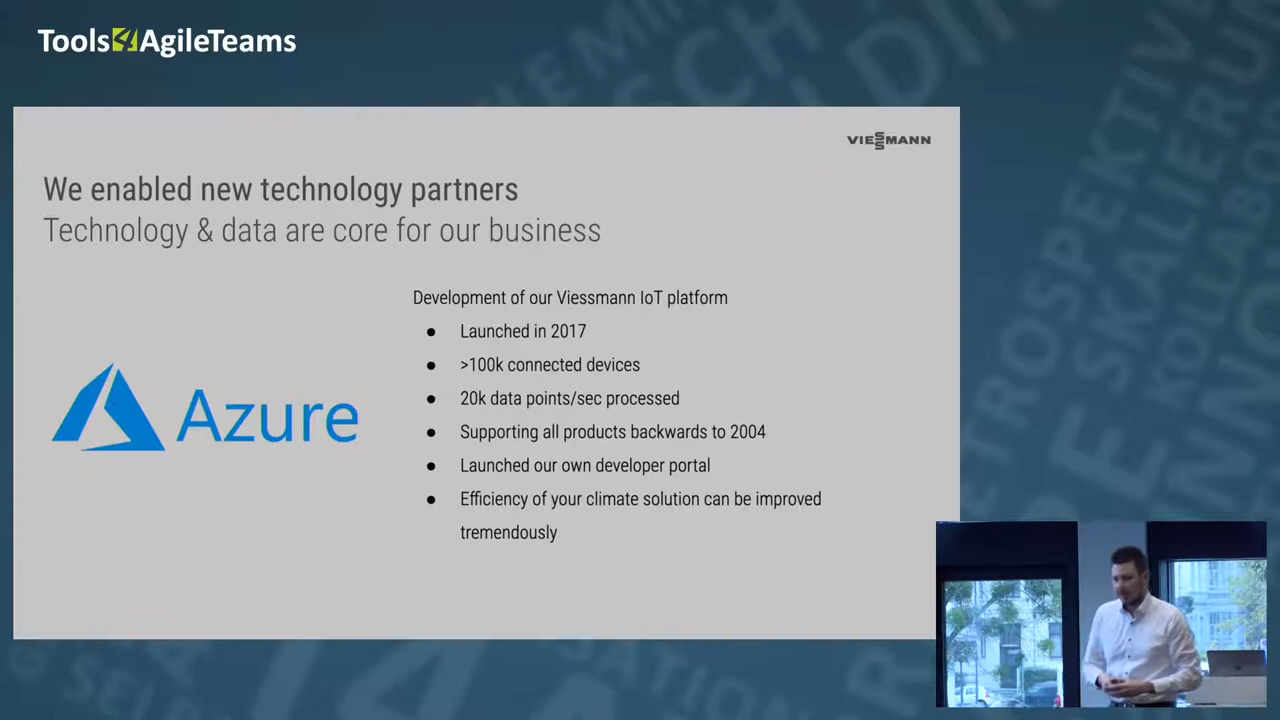 Tools4AgileTeams
VIESSMANN
We enabled new technology partners
Technology & data are core for our business
Development of our Viessmann IoT platform
● Launched in 2017
● >100k connected devices
● 20k data points/sec processed
● Supporting all products backwards to 2004
● Launched our own developer portal
● Efficiency of your climate solution can be improved
tremendously
Azure